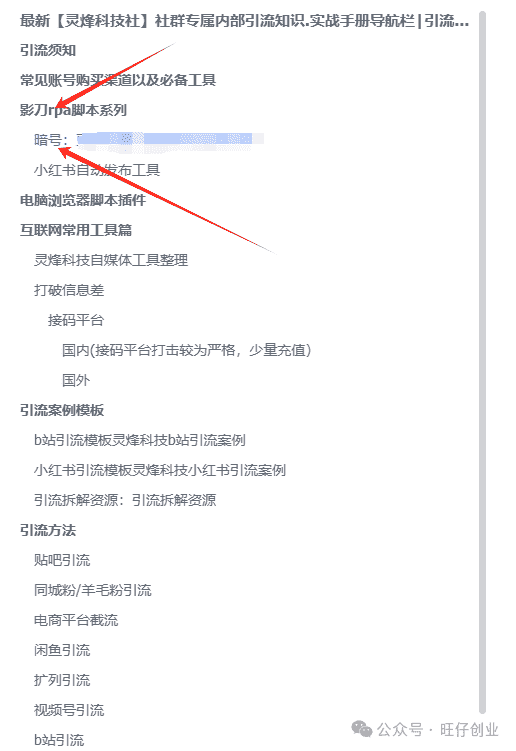 最新【灵烽科技社】社群专属内部引流知识.实战手册导航栏|引流...
引流须知
常见账号购买渠道以及必备工具
影刀rpa脚本系列
暗号：
小红书自动发布工具
电脑浏览器脚本插件
互联网常用工具篇
灵烽科技自媒体工具整理
打破信息差
接码平台
国内(接码平台打击较为严格，少量充值)
国外
引流案例模板
b站引流模板灵烽科技b站引流案例
小红书引流模板灵烽科技小红书引流案例
引流拆解资源：引流拆解资源
引流方法
贴吧引流
同城粉/羊毛粉引流
电商平台截流
闲鱼引流
扩列引流
视频号引流
b站引流
公众号 · 旺仔创业